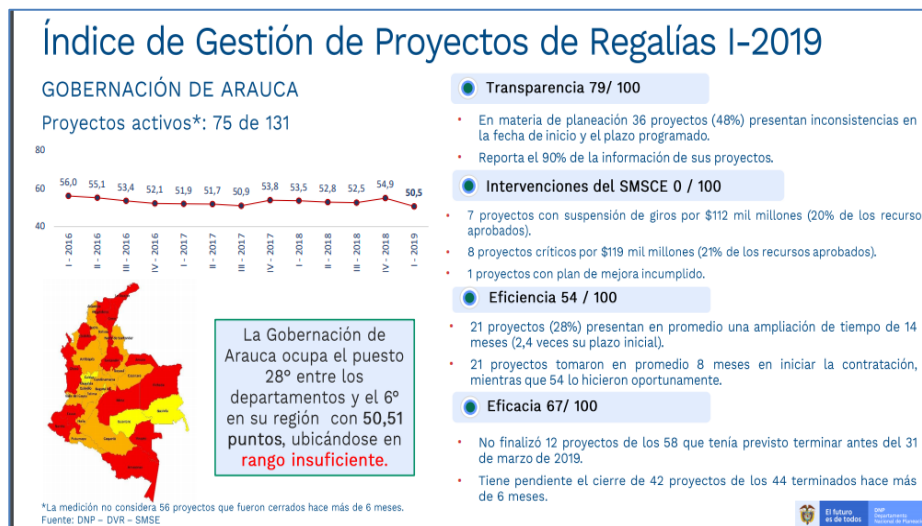 Índice de Gestión de Proyectos de Regalías I-2019
GOBERNACIÓN DE ARAUCA
Proyectos activos*: 75 de 131
80
60
40
56,0
55,1
53,4
52,1
51,9
51,7
50,9
53,8
53,5
52,8
52,5
54,9
50,5
I - 2016
II - 2016
III - 2016
IV - 2016
I - 2017
II - 2017
III - 2017
IV - 2017
I - 2018
II - 2018
III - 2018
IV - 2018
I - 2019
La Gobernación de
Arauca ocupa el puesto
28° entre los
departamentos y el 6°
en su región con 50,51
puntos, ubicándose en
rango insuficiente.
*La medición no considera 56 proyectos que fueron cerrados hace más de 6 meses.
Fuente: DNP – DVR – SMSE
Transparencia 79/ 100
• En materia de planeación 36 proyectos (48%) presentan inconsistencias en
la fecha de inicio y el plazo programado.
• Reporta el 90% de la información de sus proyectos.
Intervenciones del SMSCE 0 / 100
• 7 proyectos con suspensión de giros por $112 mil millones (20% de los recurso
aprobados).
• 8 proyectos críticos por $119 mil millones (21% de los recursos aprobados).
• 1 proyectos con plan de mejora incumplido.
Eficiencia 54 / 100
• 21 proyectos (28%) presentan en promedio una ampliación de tiempo de 14
meses (2,4 veces su plazo inicial).
• 21 proyectos tomaron en promedio 8 meses en iniciar la contratación,
mientras que 54 lo hicieron oportunamente.
Eficacia 67/ 100
• No finalizó 12 proyectos de los 58 que tenía previsto terminar antes del 31
de marzo de 2019.
• Tiene pendiente el cierre de 42 proyectos de los 44 terminados hace más
de 6 meses.
El futuro
es de todos
DNP
Departamento
Nacional de Planeación